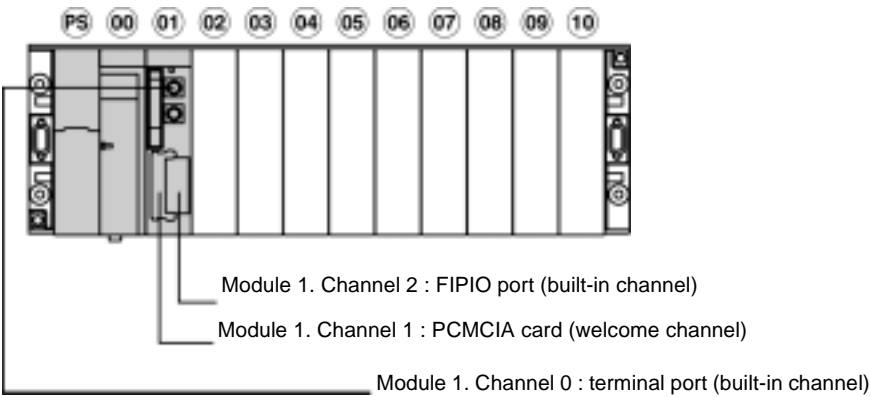 PS 00 01 02 03 04 05 06 07 08 09 10
Module 1. Channel 2 : FIPIO port (built-in channel)
Module 1. Channel 1 : PCMCIA card (welcome channel)
Module 1. Channel 0 : terminal port (built-in channel)